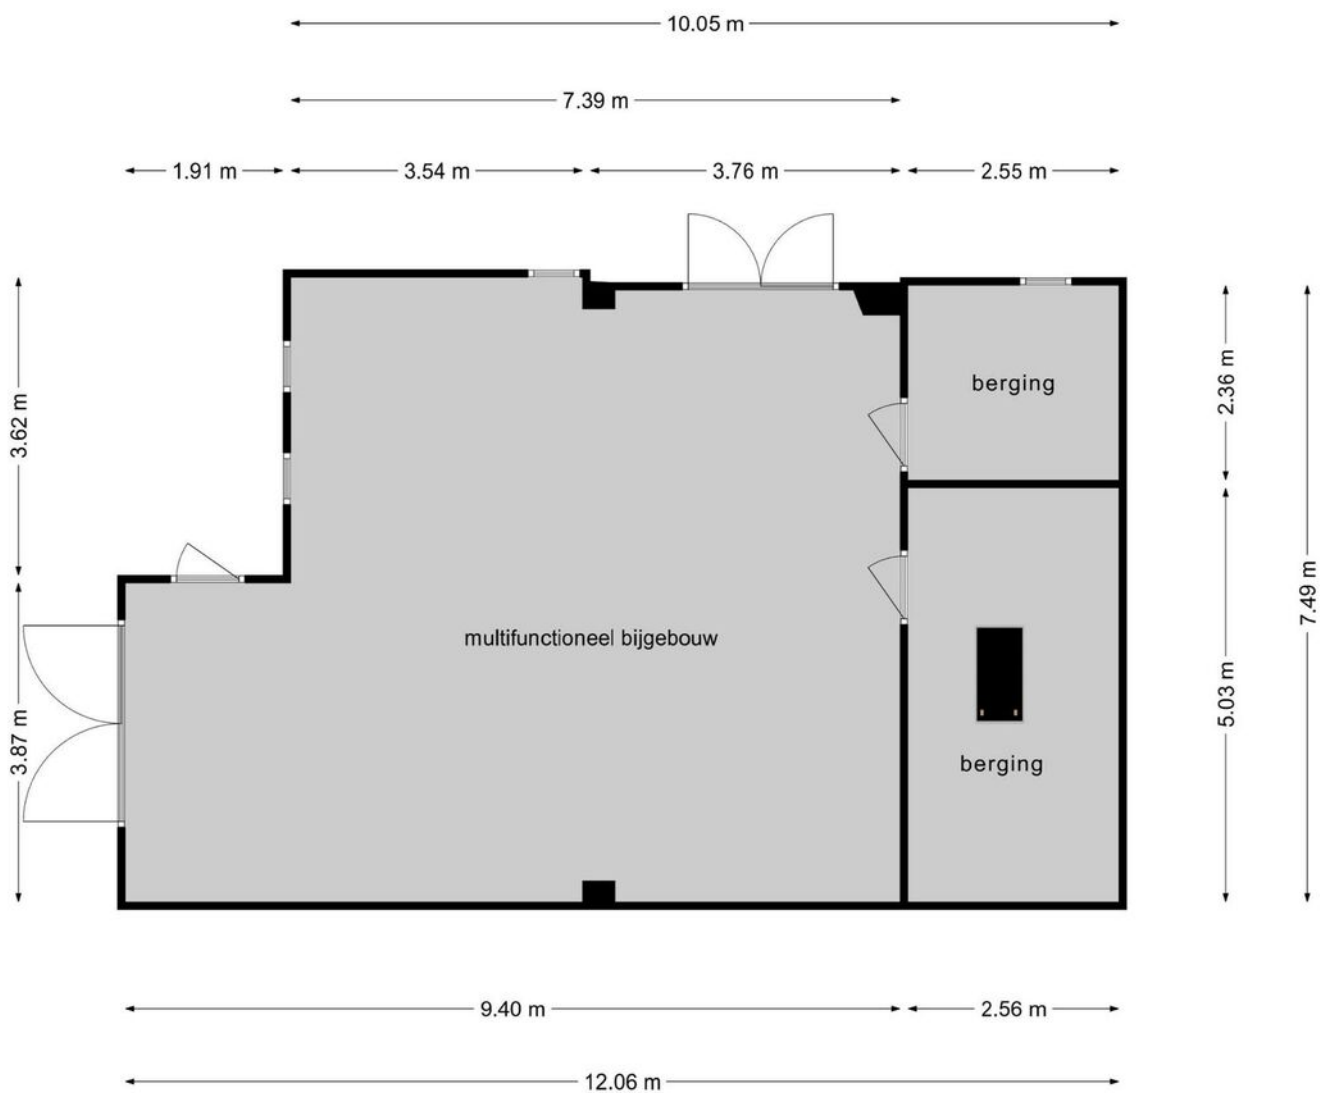 10.05 m
7.39 m
1.91 m
3.54 m
3.76 m
2.55 m
3.62 m
berging
2.36 m
7.49 m
multifunctioneel bijgebouw
3.87 m
5.03 m
berging
9.40 m
2.56 m
12.06 m